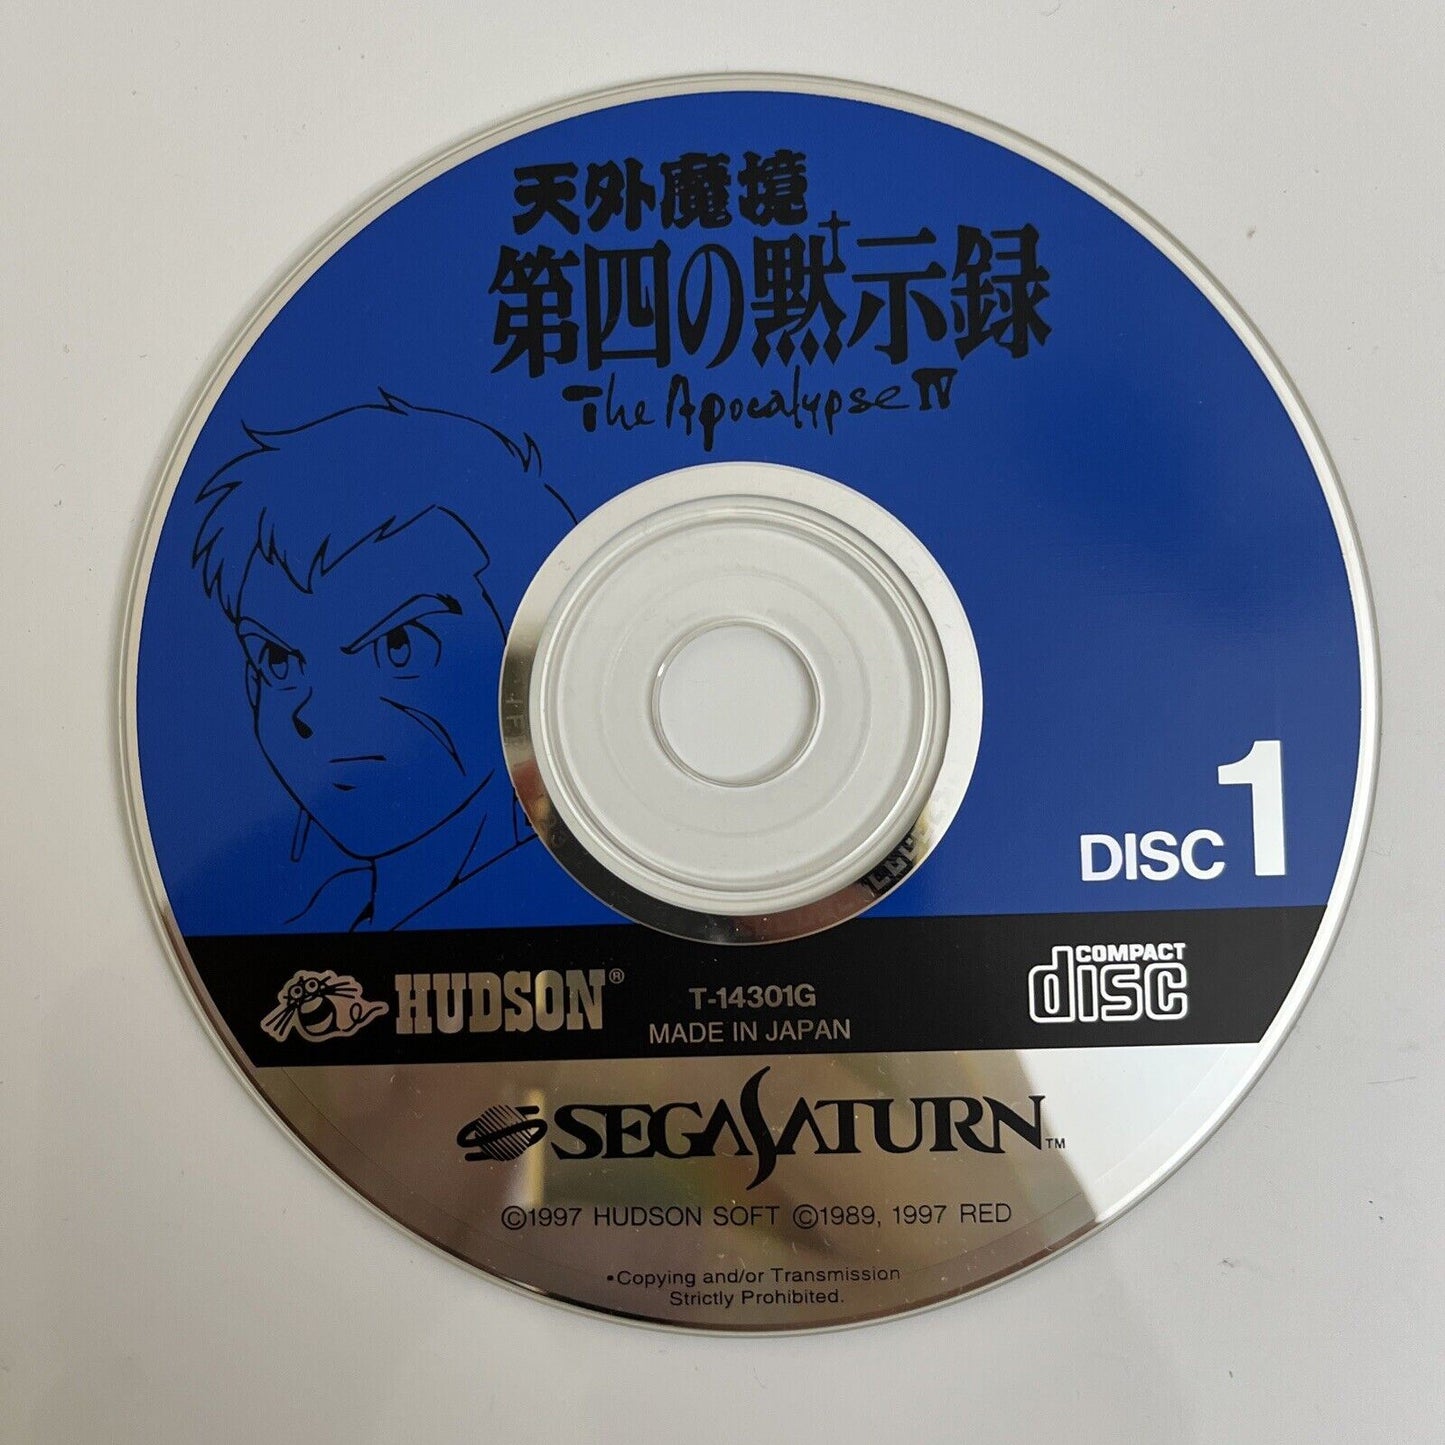 天外魔境
第四の黙示録
The Apocalypse IV
DISC 1
HUDSON®
T-14301G
MADE IN JAPAN
COMPACT
disc
SEGA SATURN™
©1997 HUDSON SOFT ©1989, 1997 RED
•Copying and/or Transmission
Strictly Prohibited.